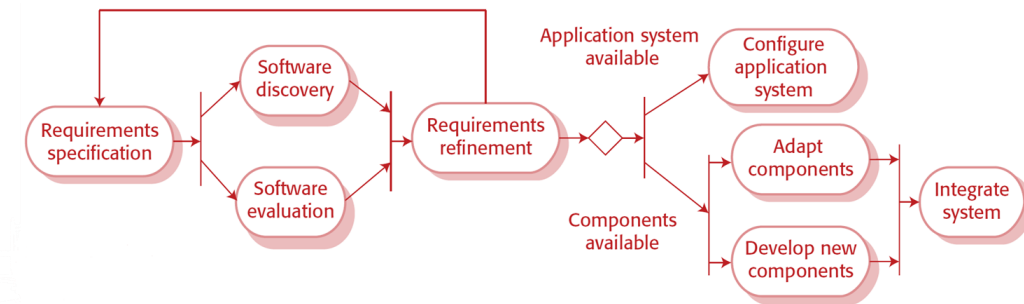 Requirements
specification
Software
discovery
Software
evaluation
Requirements
refinement
Application system
available
Configure
application
system
Components
available
Adapt
components
Develop new
components
Integrate
system